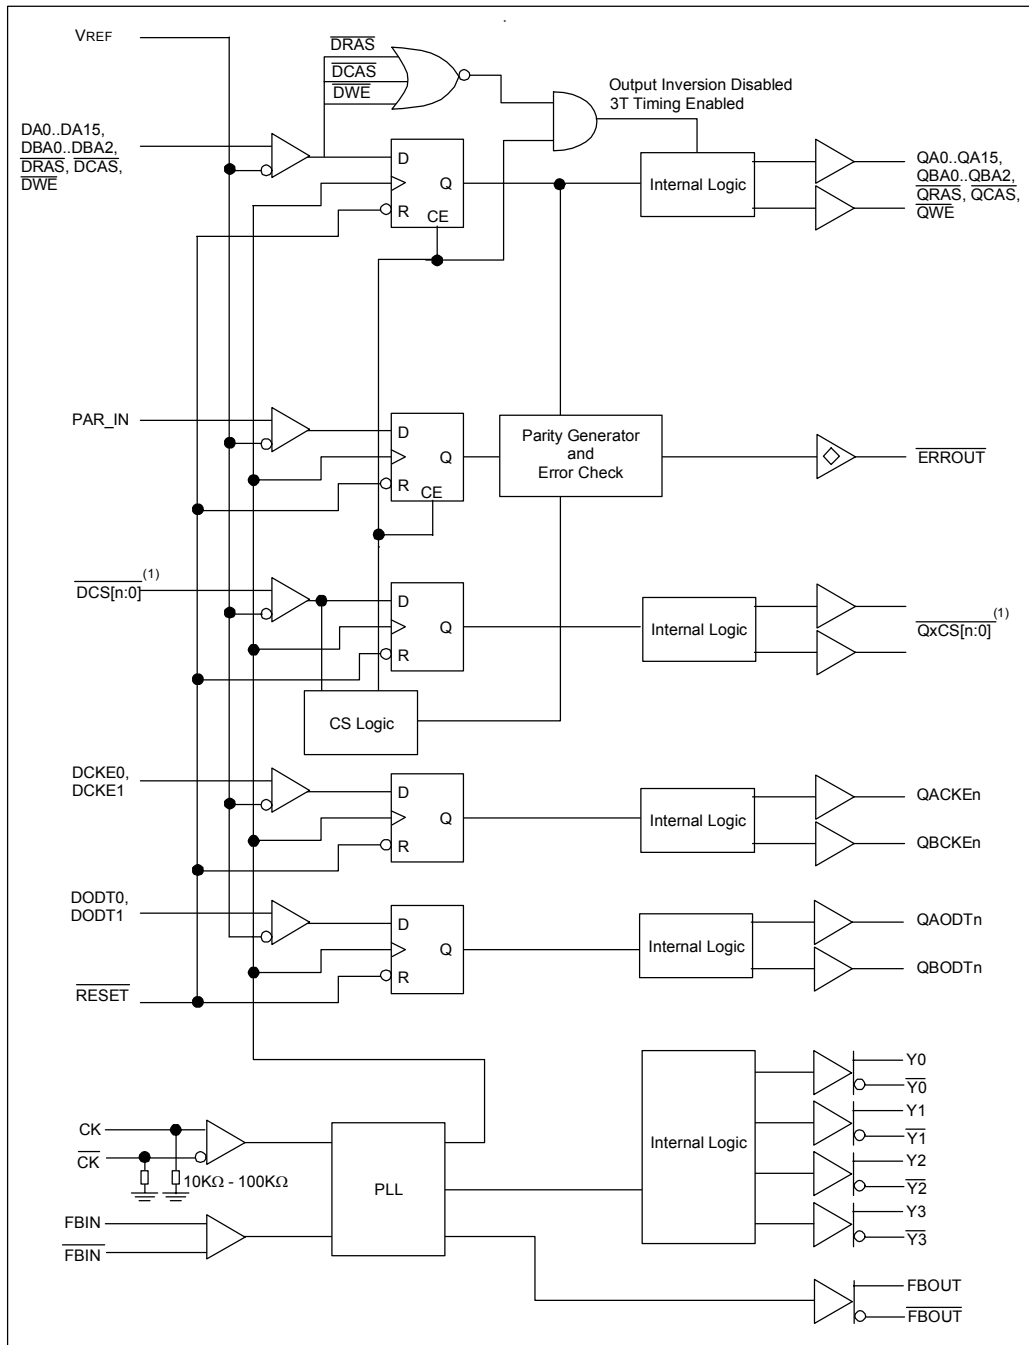 VREF
DRAS
DCAS
DWE
Output Inversion Disabled
3T Timing Enabled
DA0..DA15,
DBA0..DBA2,
DRAS, DCAS,
DWE
D
Q
R
CE
Internal Logic
QA0..QA15,
QBA0..QBA2,
QRAS, QCAS,
QWE
PAR_IN
D
Q
R
CE
Parity Generator
and
Error Check
ERROUT
DCS[n:0](1)
D
Q
R
Internal Logic
QxCS[n:0](1)
CS Logic
DCKE0,
DCKE1
D
Q
R
Internal Logic
QACKEn
QBCKEn
DODT0,
DODT1
D
Q
R
Internal Logic
QAODTn
QBODTn
RESET
CK
CK
10KΩ - 100KΩ
FBIN
FBIN
PLL
Internal Logic
Y0
Y0
Y1
Y1
Y2
Y2
Y3
Y3
FBOUT
FBOUT